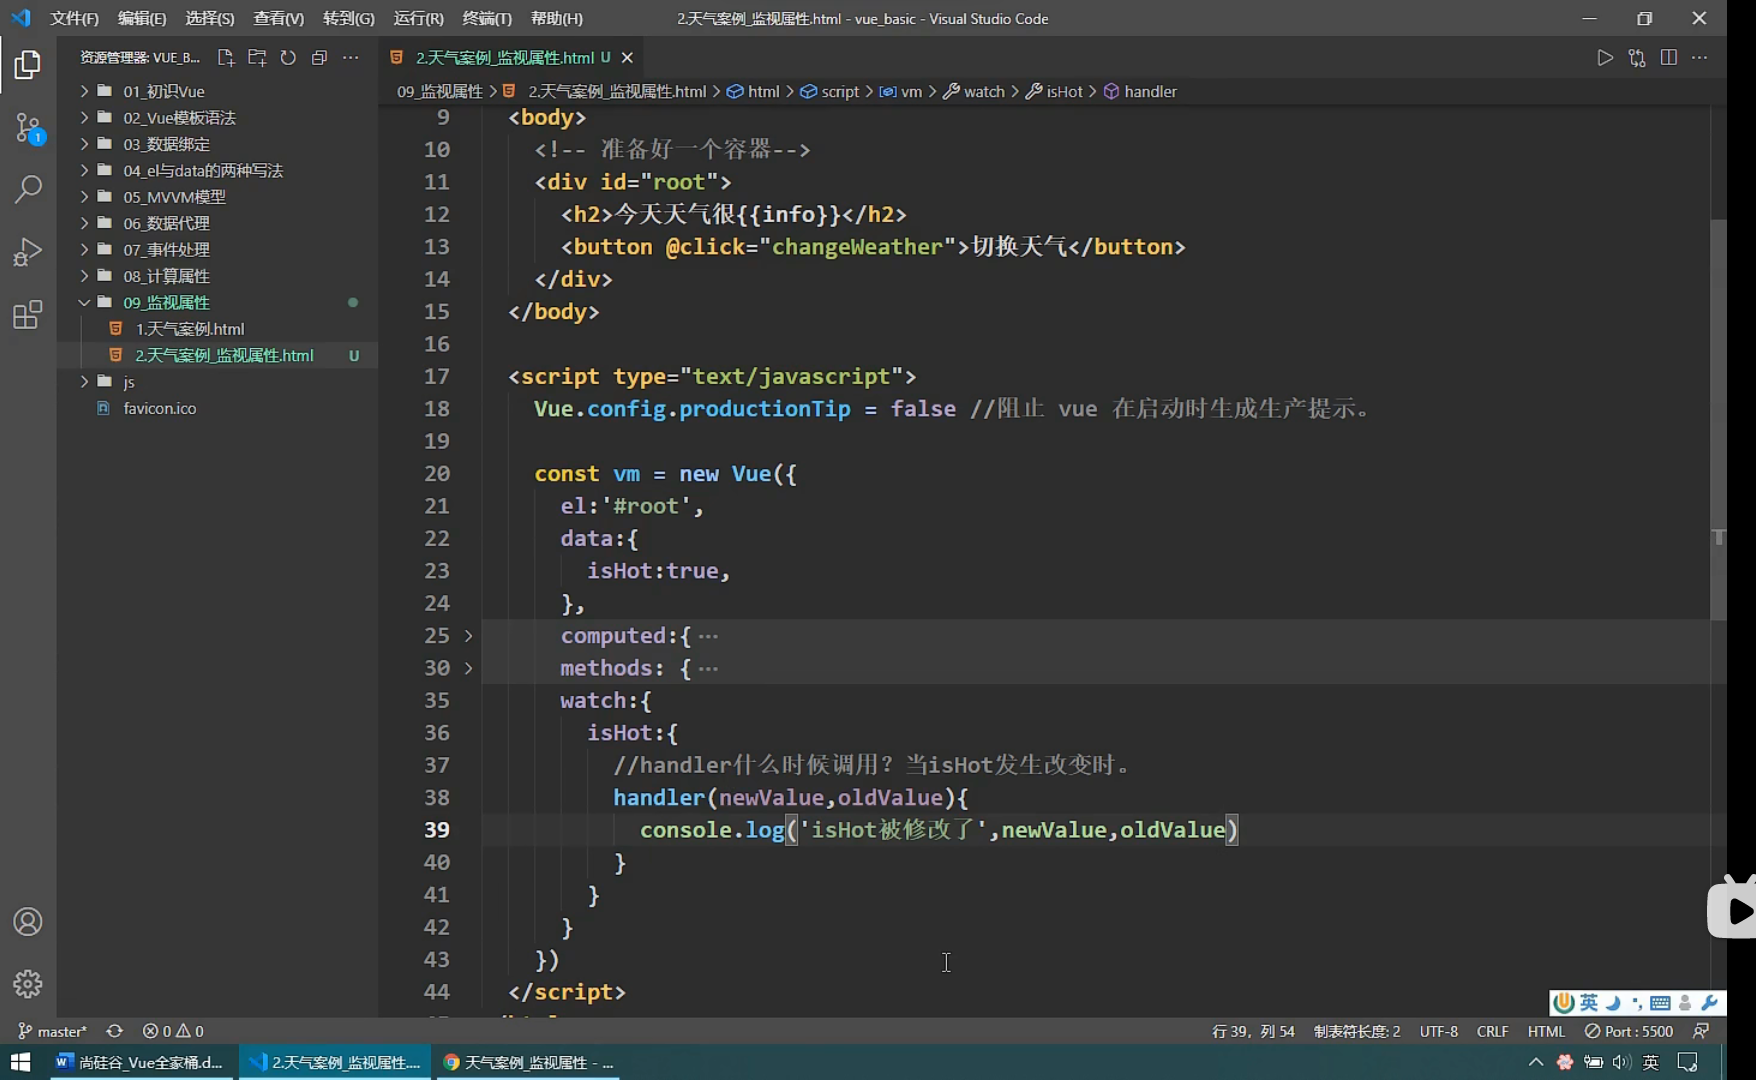 文件(F) 编辑(E) 选择(S) 查看(V) 转到(G) 运行(R) 终端(T) 帮助(H) 2.天气案例_监视属性.html - vue_basic - Visual Studio Code
资源管理器: VUE_B...
01_初识Vue
02_Vue模板语法
03_数据绑定
04_el与data的两种写法
05_MVVM模型
06_数据代理
07_事件处理
08_计算属性
09_监视属性
1.天气案例.html
2.天气案例_监视属性.html U
js
favicon.ico
2.天气案例_监视属性.html U
09_监视属性 > 2.天气案例_监视属性.html > html > script > vm > watch > isHot > handler
9 <body>
10 <!-- 准备好一个容器-->
11 <div id="root">
12 <h2>今天天气很{{info}}</h2>
13 <button @click="changeWeather">切换天气</button>
14 </div>
15 </body>
16
17 <script type="text/javascript">
18 Vue.config.productionTip = false //阻止 vue 在启动时生成生产提示。
19
20 const vm = new Vue({
21 el:'#root',
22 data:{
23 isHot:true,
24 },
25 computed:{ ···
30 methods: { ···
35 watch:{
36 isHot:{
37 //handler什么时候调用？当isHot发生改变时。
38 handler(newValue,oldValue){
39 console.log('isHot被修改了',newValue,oldValue)
40 }
41 }
42 }
43 })
44 </script>
英
master* 0 0 行 39，列 54 制表符长度: 2 UTF-8 CRLF HTML Port : 5500
尚硅谷_Vue全家桶.d... 2.天气案例_监视属性.... 天气案例_监视属性 - ... 英